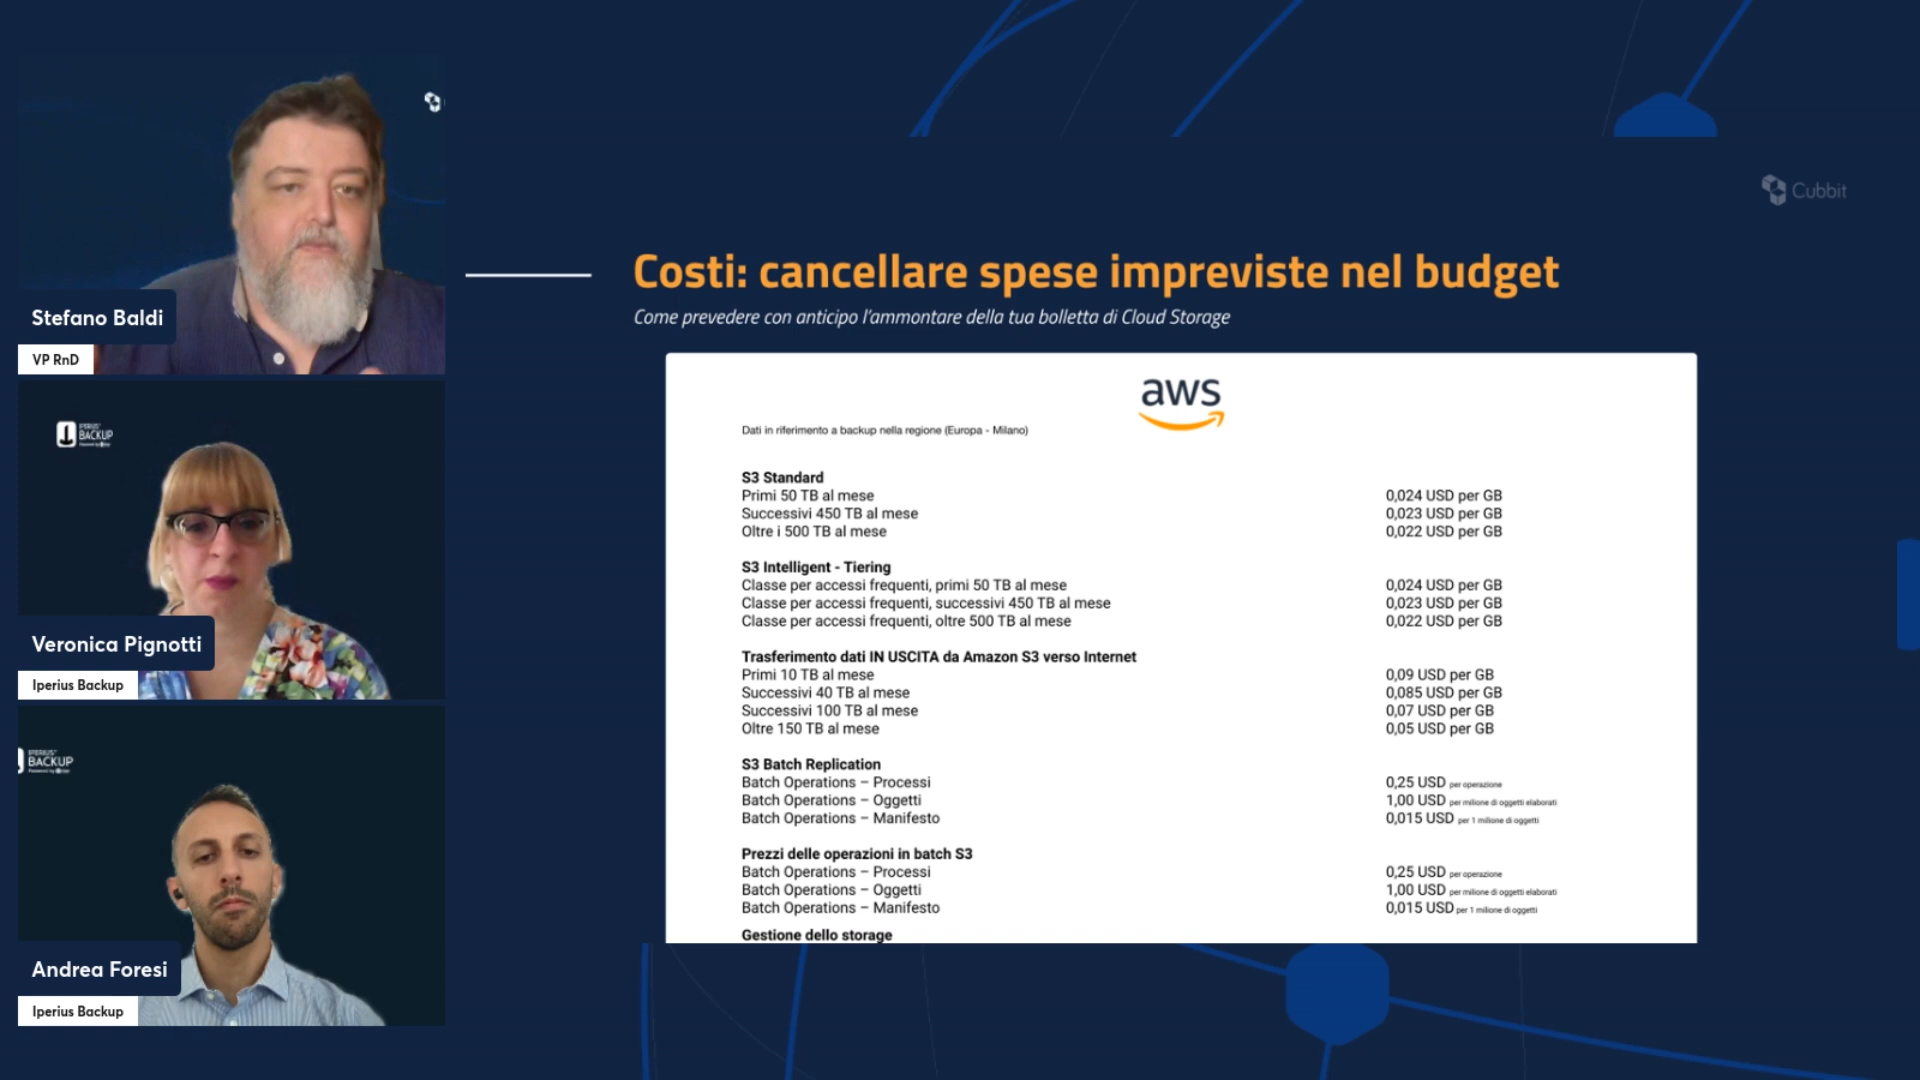 Stefano Baldi
VP RnD
IPERIUS
BACKUP
Veronica Pignotti
Iperius Backup
IPERIUS
BACKUP
Andrea Foresi
Iperius Backup
Cubbit
Costi: cancellare spese impreviste nel budget
Come prevedere con anticipo l'ammontare della tua bolletta di Cloud Storage
aws
Dati in riferimento a backup nella regione (Europa - Milano)
S3 Standard
Primi 50 TB al mese 0,024 USD per GB
Successivi 450 TB al mese 0,023 USD per GB
Oltre i 500 TB al mese 0,022 USD per GB
S3 Intelligent - Tiering
Classe per accessi frequenti, primi 50 TB al mese 0,024 USD per GB
Classe per accessi frequenti, successivi 450 TB al mese 0,023 USD per GB
Classe per accessi frequenti, oltre 500 TB al mese 0,022 USD per GB
Trasferimento dati IN USCITA da Amazon S3 verso Internet
Primi 10 TB al mese 0,09 USD per GB
Successivi 40 TB al mese 0,085 USD per GB
Successivi 100 TB al mese 0,07 USD per GB
Oltre 150 TB al mese 0,05 USD per GB
S3 Batch Replication
Batch Operations – Processi 0,25 USD per operazione
Batch Operations – Oggetti 1,00 USD per milione di oggetti elaborati
Batch Operations – Manifesto 0,015 USD per 1 milione di oggetti
Prezzi delle operazioni in batch S3
Batch Operations – Processi 0,25 USD per operazione
Batch Operations – Oggetti 1,00 USD per milione di oggetti elaborati
Batch Operations – Manifesto 0,015 USD per 1 milione di oggetti
Gestione dello storage